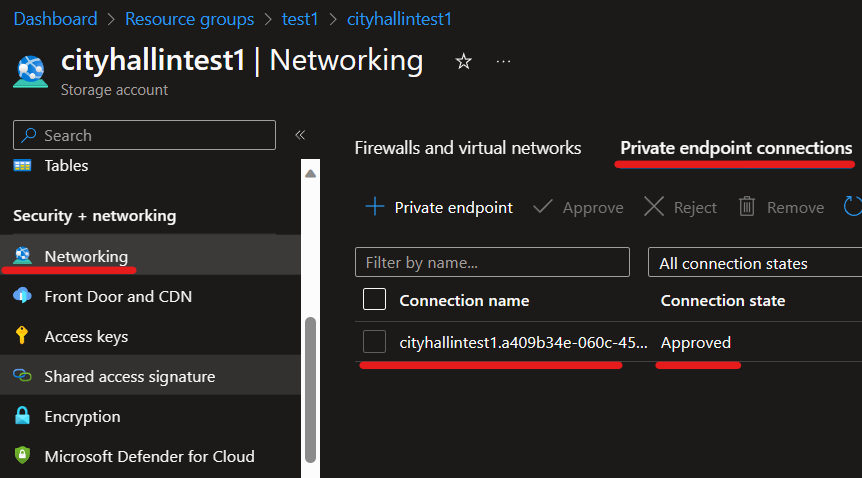 Dashboard > Resource groups > test1 > cityhallintest1
cityhallintest1 | Networking
Storage account
Search
Tables
Security + networking
Networking
Front Door and CDN
Access keys
Shared access signature
Encryption
Microsoft Defender for Cloud
Firewalls and virtual networks Private endpoint connections
Private endpoint Approve Reject Remove
Filter by name... All connection states
Connection name Connection state
cityhallintest1.a409b34e-060c-45... Approved